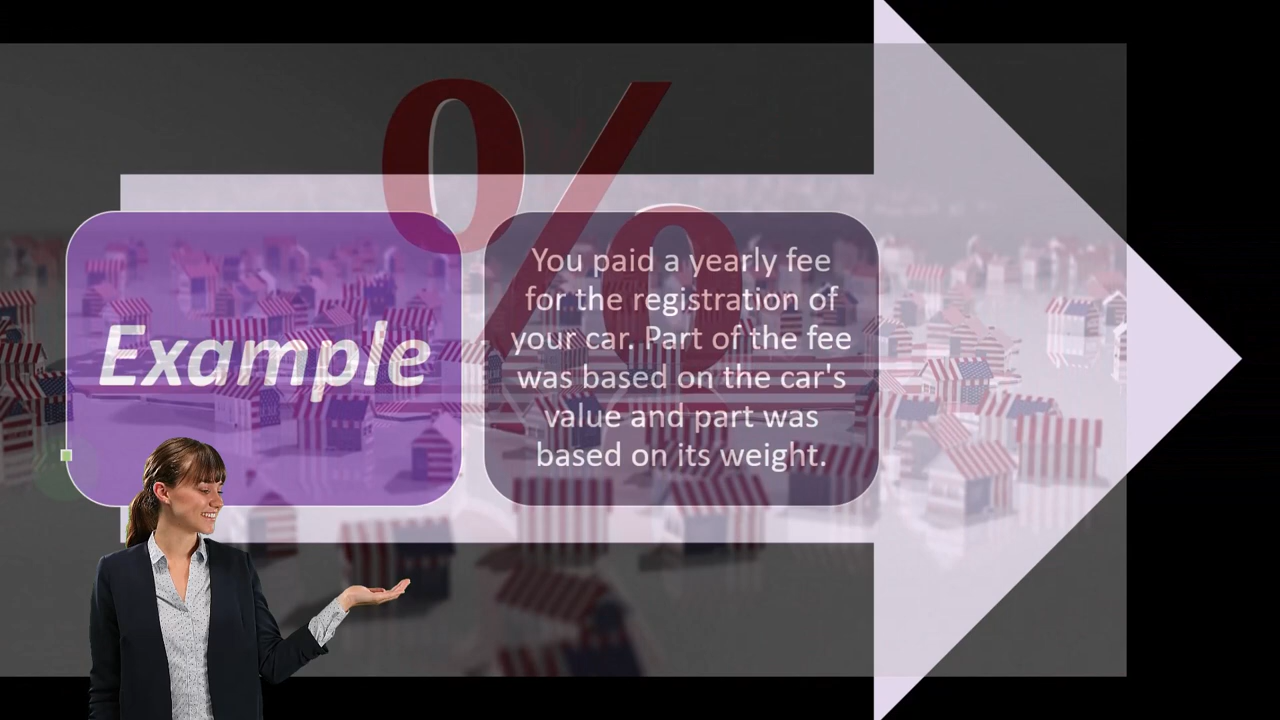 %
Example
You paid a yearly fee
for the registration of
your car. Part of the fee
was based on the car's
value and part was
based on its weight.